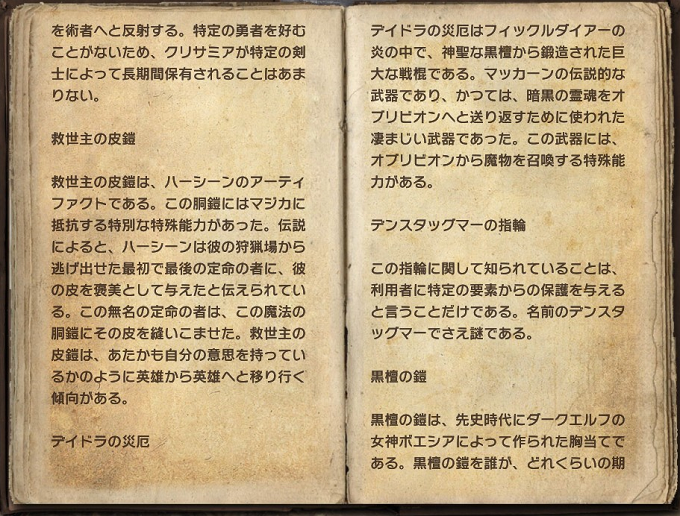 を術者へと反射する。特定の勇者を好む
ことがないため、クリサミアが特定の剣
士によって長期間保有されることはあま
りない。
救世主の皮鎧
救世主の皮鎧は、ハーシーンのアーティ
ファクトである。この胴鎧にはマジカに
抵抗する特別な特殊能力があった。伝説
によると、ハーシーンは彼の狩猟場から
逃げ出せた最初で最後の定命の者に、彼
の皮を褒美として与えたと伝えられてい
る。この無名の定命の者は、この魔法の
胴鎧にその皮を縫いこませた。救世主の
皮鎧は、あたかも自分の意思を持ってい
るかのように英雄から英雄へと移り行く
傾向がある。
デイドラの災厄
デイドラの災厄はフィックルダイアーの
炎の中で、神聖な黒檀から鍛造された巨
大な戦棍である。マッカーンの伝説的な
武器であり、かつては、暗黒の霊魂をオ
ブリビオンへと送り返すために使われた
凄まじい武器であった。この武器には、
オブリビオンから魔物を召喚する特殊能
力がある。
デンスタッグマーの指輪
この指輪に関して知られていることは、
利用者に特定の要素からの保護を与える
と言うことだけである。名前のデンスタ
ッグマーでさえ謎である。
黒檀の鎧
黒檀の鎧は、先史時代にダークエルフの
女神ボエシアによって作られた胸当てで
ある。黒檀の鎧を誰が、どれくらいの期